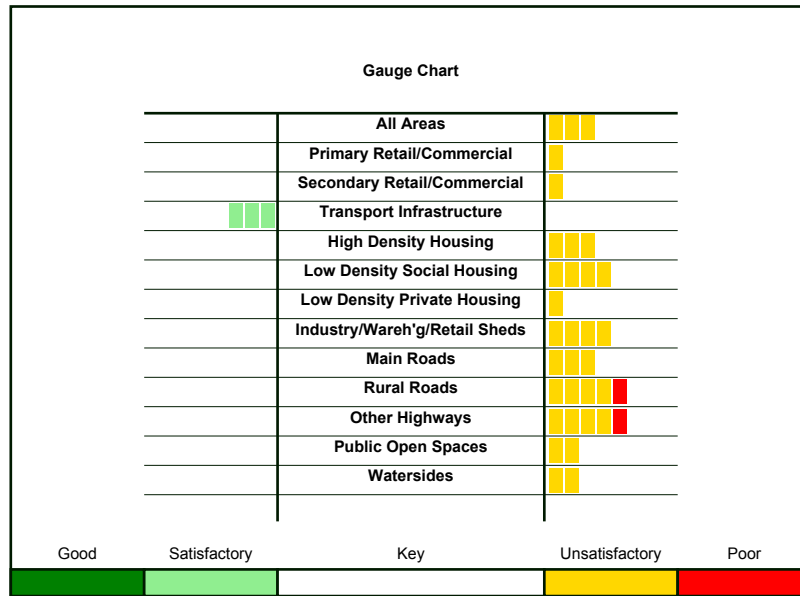 Gauge Chart
All Areas
Primary Retail/Commercial
Secondary Retail/Commercial
Transport Infrastructure
High Density Housing
Low Density Social Housing
Low Density Private Housing
Industry/Wareh'g/Retail Sheds
Main Roads
Rural Roads
Other Highways
Public Open Spaces
Watersides
Good Satisfactory Key Unsatisfactory Poor